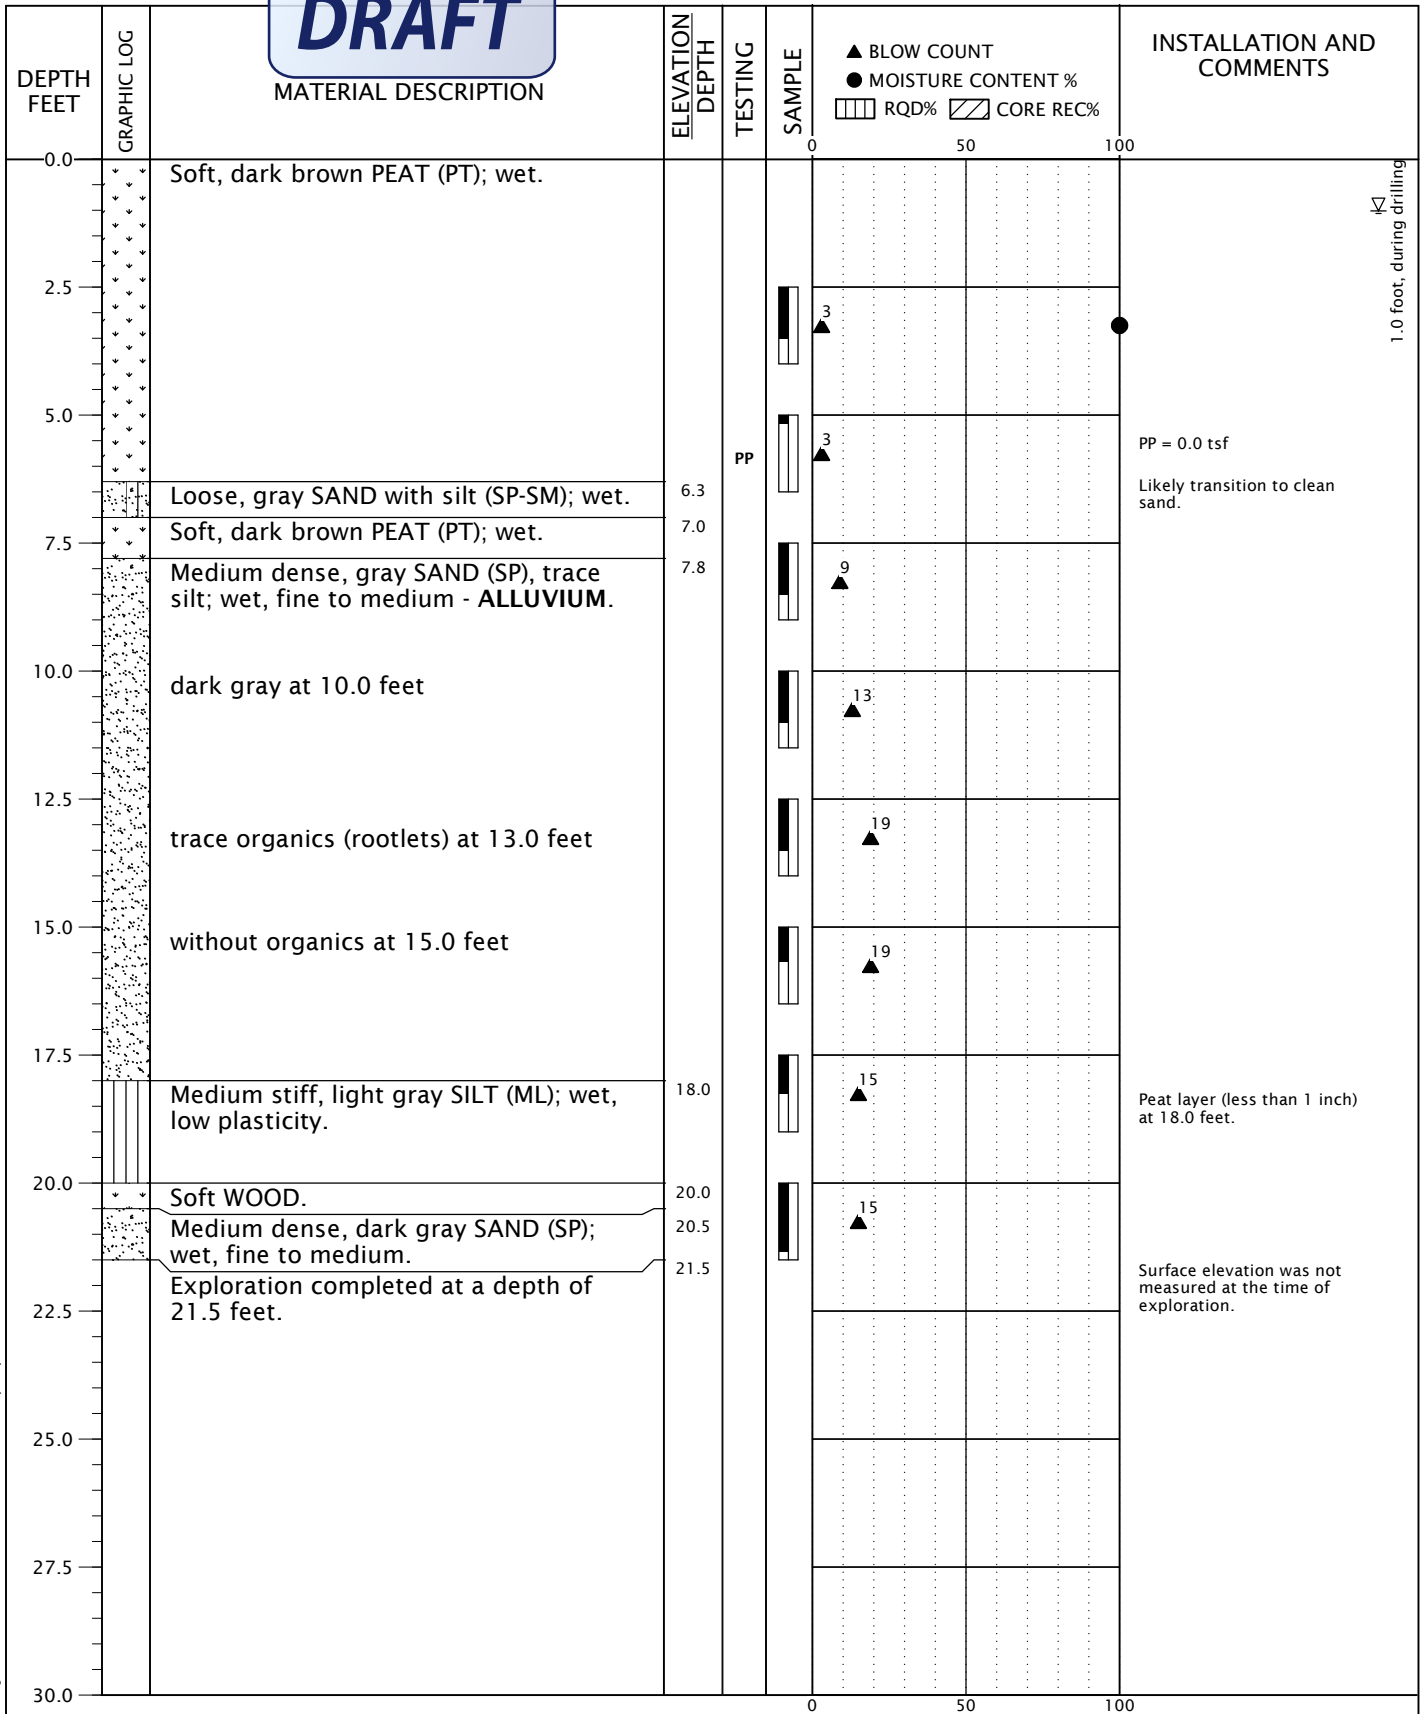 DRAFT
DEPTH
FEET
GRAPHIC LOG
MATERIAL DESCRIPTION
ELEVATION
DEPTH
TESTING
SAMPLE
▲ BLOW COUNT
● MOISTURE CONTENT %
RQD% CORE REC%
INSTALLATION AND
COMMENTS
0 50 100
0.0
Soft, dark brown PEAT (PT); wet.
1.0 foot, during drilling
2.5
3
5.0
3
PP
PP = 0.0 tsf
Likely transition to clean
sand.
Loose, gray SAND with silt (SP-SM); wet.
6.3
Soft, dark brown PEAT (PT); wet.
7.0
7.5
Medium dense, gray SAND (SP), trace
silt; wet, fine to medium - ALLUVIUM.
7.8
9
10.0
dark gray at 10.0 feet
13
12.5
trace organics (rootlets) at 13.0 feet
19
15.0
without organics at 15.0 feet
19
17.5
Medium stiff, light gray SILT (ML); wet,
low plasticity.
18.0
15
Peat layer (less than 1 inch)
at 18.0 feet.
20.0
Soft WOOD.
20.0
Medium dense, dark gray SAND (SP);
wet, fine to medium.
20.5
15
21.5
Exploration completed at a depth of
21.5 feet.
Surface elevation was not
measured at the time of
exploration.
22.5
25.0
27.5
30.0
0 50 100